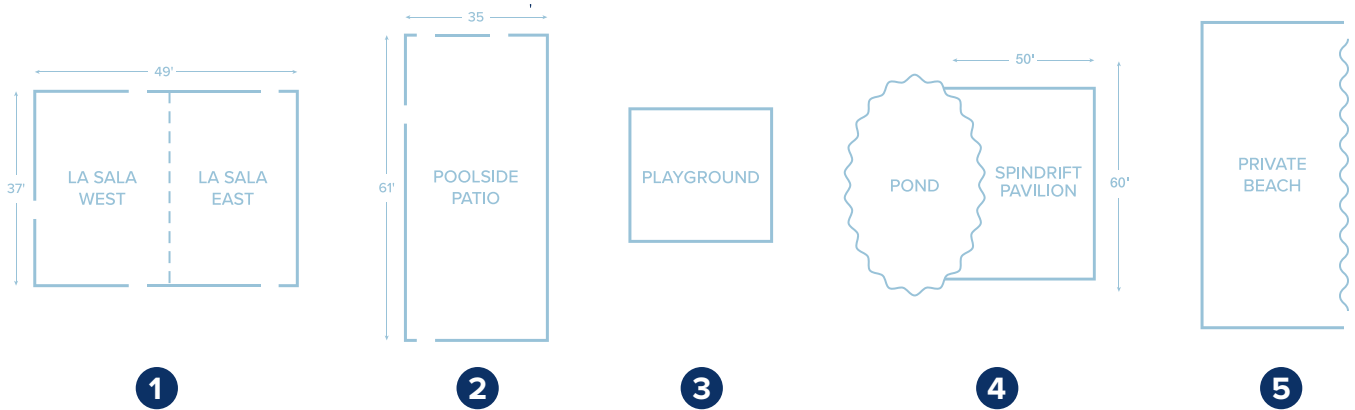 49'
37'
LA SALA
WEST
LA SALA
EAST
1
35 '
61'
POOLSIDE
PATIO
2
PLAYGROUND
3
50'
60'
POND
SPINDRIFT
PAVILION
4
PRIVATE
BEACH
5